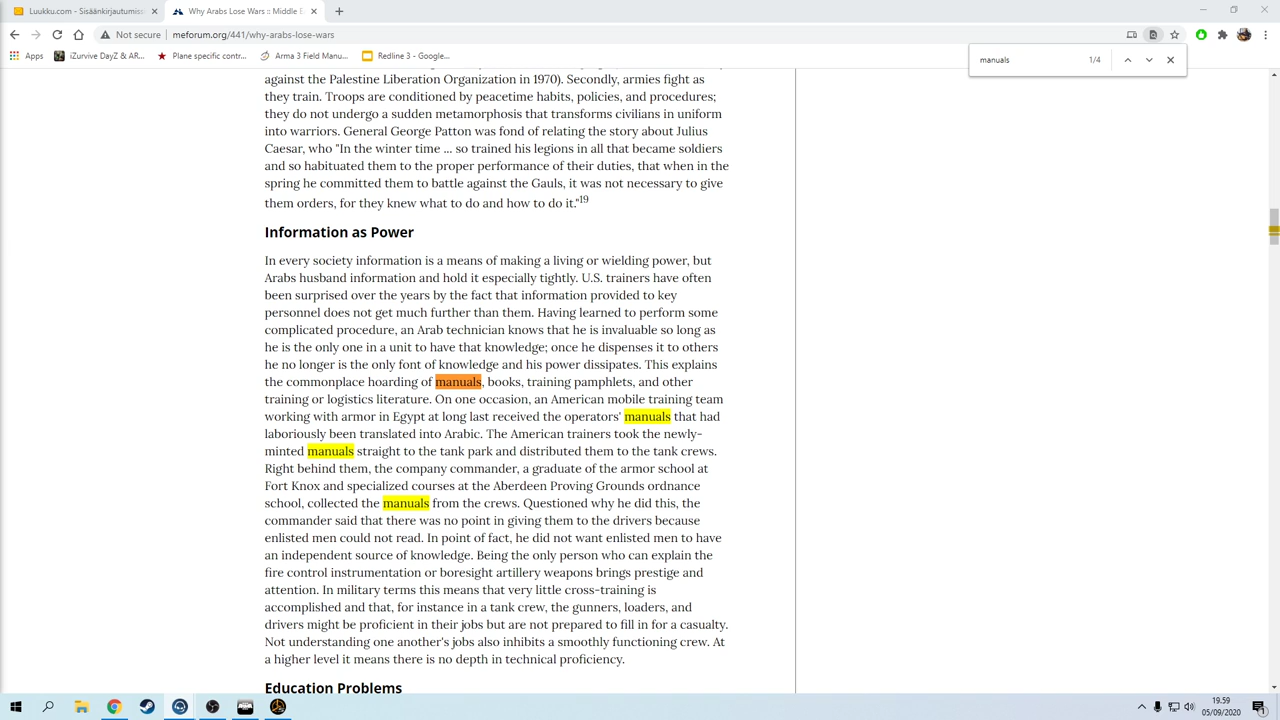 Luukku.com - Sisäänkirjautumissi
Why Arabs Lose Wars :: Middle E
Not secure
meforum.org/441/why-arabs-lose-wars
Apps
iZurvive DayZ & AR...
Plane specific contr...
Arma 3 Field Manu...
Redline 3 - Google...
manuals
1/4
against the Palestine Liberation Organization in 1970). Secondly, armies fight as
they train. Troops are conditioned by peacetime habits, policies, and procedures;
they do not undergo a sudden metamorphosis that transforms civilians in uniform
into warriors. General George Patton was fond of relating the story about Julius
Caesar, who "In the winter time ... so trained his legions in all that became soldiers
and so habituated them to the proper performance of their duties, that when in the
spring he committed them to battle against the Gauls, it was not necessary to give
them orders, for they knew what to do and how to do it."19
Information as Power
In every society information is a means of making a living or wielding power, but
Arabs husband information and hold it especially tightly. U.S. trainers have often
been surprised over the years by the fact that information provided to key
personnel does not get much further than them. Having learned to perform some
complicated procedure, an Arab technician knows that he is invaluable so long as
he is the only one in a unit to have that knowledge; once he dispenses it to others
he no longer is the only font of knowledge and his power dissipates. This explains
the commonplace hoarding of manuals, books, training pamphlets, and other
training or logistics literature. On one occasion, an American mobile training team
working with armor in Egypt at long last received the operators' manuals that had
laboriously been translated into Arabic. The American trainers took the newly-
minted manuals straight to the tank park and distributed them to the tank crews.
Right behind them, the company commander, a graduate of the armor school at
Fort Knox and specialized courses at the Aberdeen Proving Grounds ordnance
school, collected the manuals from the crews. Questioned why he did this, the
commander said that there was no point in giving them to the drivers because
enlisted men could not read. In point of fact, he did not want enlisted men to have
an independent source of knowledge. Being the only person who can explain the
fire control instrumentation or boresight artillery weapons brings prestige and
attention. In military terms this means that very little cross-training is
accomplished and that, for instance in a tank crew, the gunners, loaders, and
drivers might be proficient in their jobs but are not prepared to fill in for a casualty.
Not understanding one another's jobs also inhibits a smoothly functioning crew. At
a higher level it means there is no depth in technical proficiency.
Education Problems
19.59
05/09/2020
1